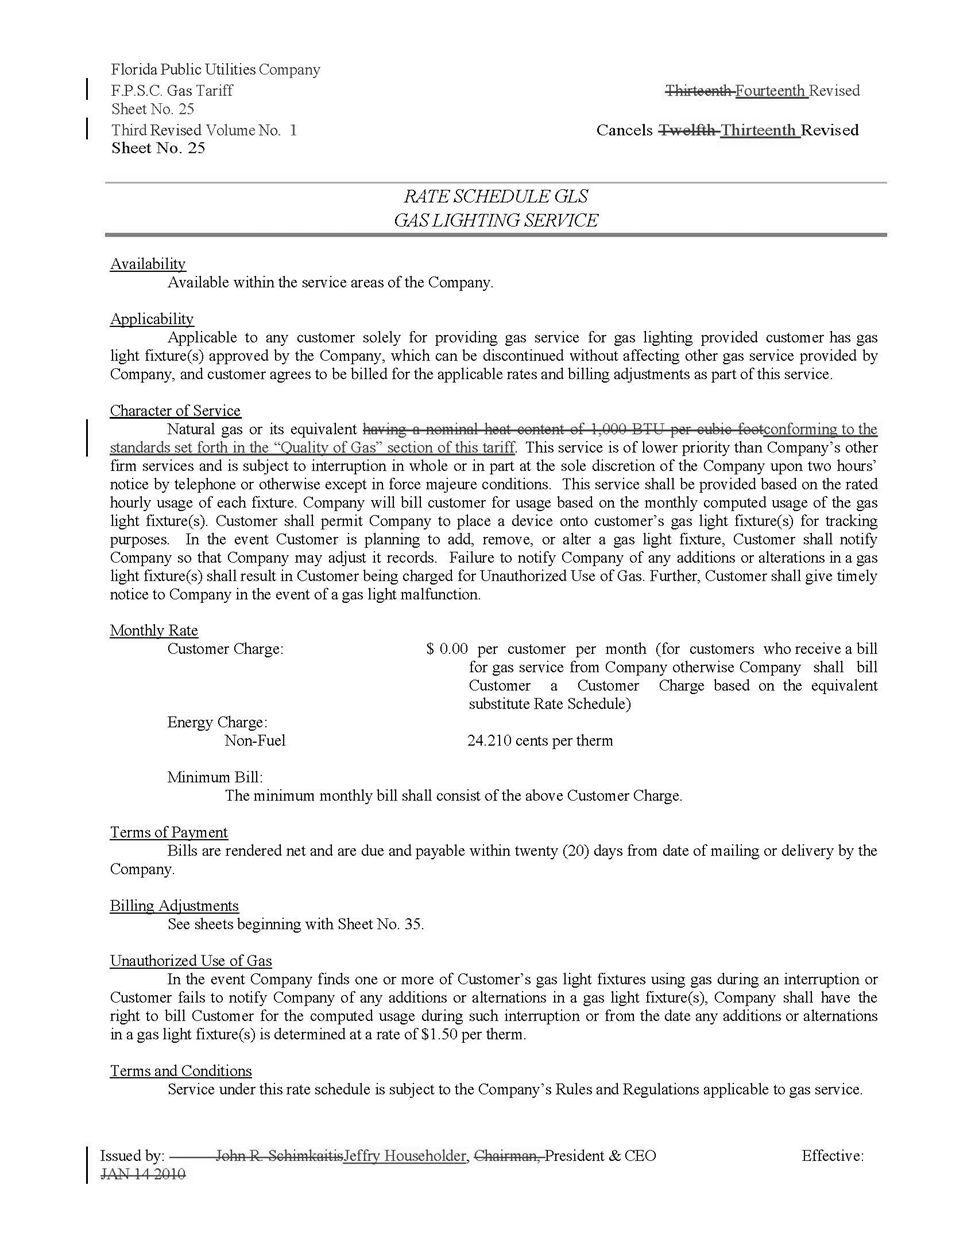 Florida Public Utilities Company
F.P.S.C. Gas Tariff Thirteenth Fourteenth Revised
Sheet No. 25
Third Revised Volume No. 1 Cancels Twelfth Thirteenth Revised
Sheet No. 25
RATE SCHEDULE GLS
GAS LIGHTING SERVICE
Availability
Available within the service areas of the Company.
Applicability
Applicable to any customer solely for providing gas service for gas lighting provided customer has gas
light fixture(s) approved by the Company, which can be discontinued without affecting other gas service provided by
Company, and customer agrees to be billed for the applicable rates and billing adjustments as part of this service.
Character of Service
Natural gas or its equivalent having a nominal heat content of 1,000 BTU per cubic footconforming to the
standards set forth in the “Quality of Gas” section of this tariff. This service is of lower priority than Company’s other
firm services and is subject to interruption in whole or in part at the sole discretion of the Company upon two hours’
notice by telephone or otherwise except in force majeure conditions. This service shall be provided based on the rated
hourly usage of each fixture. Company will bill customer for usage based on the monthly computed usage of the gas
light fixture(s). Customer shall permit Company to place a device onto customer’s gas light fixture(s) for tracking
purposes. In the event Customer is planning to add, remove, or alter a gas light fixture, Customer shall notify
Company so that Company may adjust it records. Failure to notify Company of any additions or alterations in a gas
light fixture(s) shall result in Customer being charged for Unauthorized Use of Gas. Further, Customer shall give timely
notice to Company in the event of a gas light malfunction.
Monthly Rate
Customer Charge: $ 0.00 per customer per month (for customers who receive a bill
for gas service from Company otherwise Company shall bill
Customer a Customer Charge based on the equivalent
substitute Rate Schedule)
Energy Charge:
Non-Fuel 24.210 cents per therm
Minimum Bill:
The minimum monthly bill shall consist of the above Customer Charge.
Terms of Payment
Bills are rendered net and are due and payable within twenty (20) days from date of mailing or delivery by the
Company.
Billing Adjustments
See sheets beginning with Sheet No. 35.
Unauthorized Use of Gas
In the event Company finds one or more of Customer’s gas light fixtures using gas during an interruption or
Customer fails to notify Company of any additions or alternations in a gas light fixture(s), Company shall have the
right to bill Customer for the computed usage during such interruption or from the date any additions or alternations
in a gas light fixture(s) is determined at a rate of $1.50 per therm.
Terms and Conditions
Service under this rate schedule is subject to the Company’s Rules and Regulations applicable to gas service.
Issued by: John R. SchimkaitisJeffry Householder, Chairman, President & CEO Effective:
JAN 14 2010